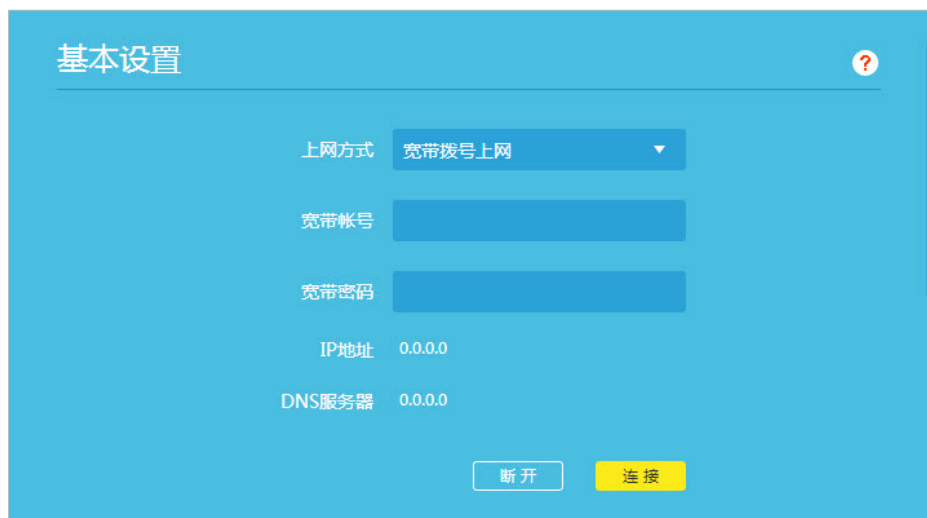 基本设置
?
上网方式 宽带拨号上网
宽带帐号
宽带密码
IP地址 0.0.0.0
DNS服务器 0.0.0.0
断开 连接